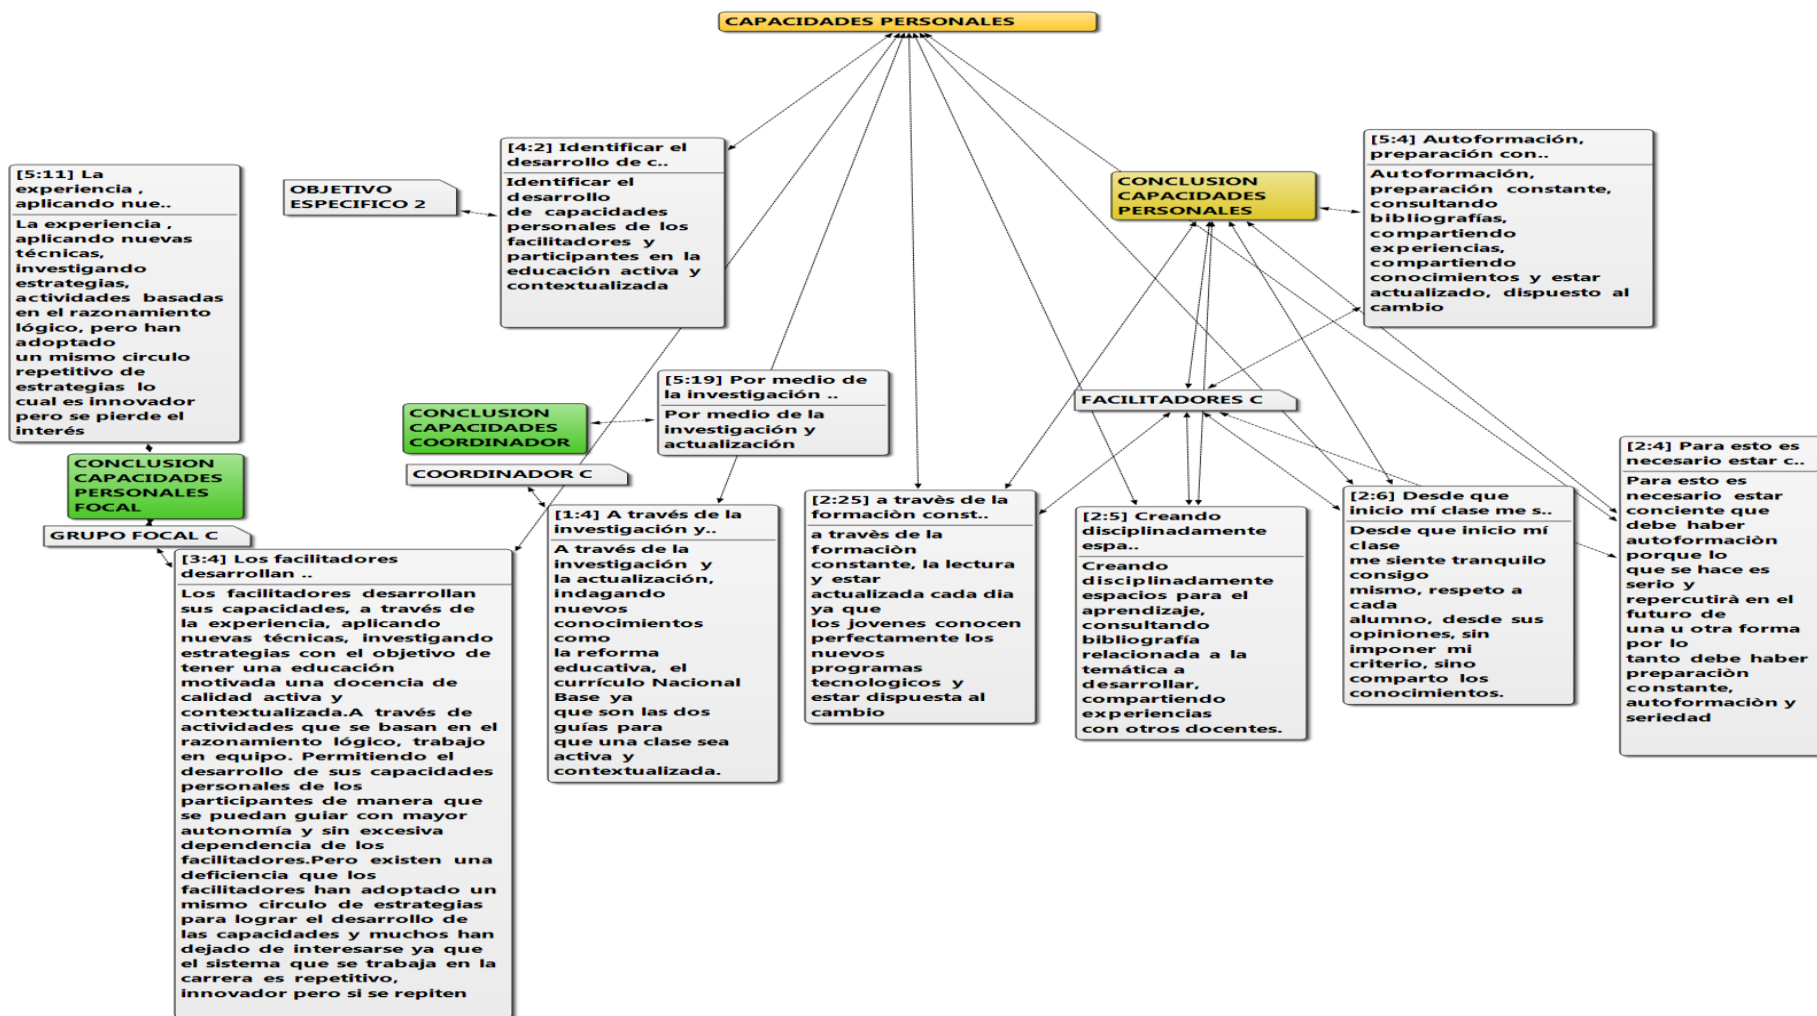 CAPACIDADES PERSONALES
[5:11] La
experiencia ,
aplicando nue..
La experiencia ,
aplicando nuevas
técnicas,
investigando
estrategias,
actividades basadas
en el razonamiento
lógico, pero han
adoptado
un mismo circulo
repetitivo de
estrategias lo
cual es innovador
pero se pierde el
interés
CONCLUSION
CAPACIDADES
PERSONALES
FOCAL
GRUPO FOCAL C
[3:4] Los facilitadores
desarrollan ..
Los facilitadores desarrollan
sus capacidades, a través de
la experiencia, aplicando
nuevas técnicas, investigando
estrategias con el objetivo de
tener una educación
motivada una docencia de
calidad activa y
contextualizada.A través de
actividades que se basan en el
razonamiento lógico, trabajo
en equipo. Permitiendo el
desarrollo de sus capacidades
personales de los
participantes de manera que
se puedan guiar con mayor
autonomía y sin excesiva
dependencia de los
facilitadores.Pero existen una
deficiencia que los
facilitadores han adoptado un
mismo circulo de estrategias
para lograr el desarrollo de
las capacidades y muchos han
dejado de interesarse ya que
el sistema que se trabaja en la
carrera es repetitivo,
innovador pero si se repiten
OBJETIVO
ESPECIFICO 2
[4:2] Identificar el
desarrollo de c..
Identificar el
desarrollo
de capacidades
personales de los
facilitadores y
participantes en la
educación activa y
contextualizada
CONCLUSION
CAPACIDADES
COORDINADOR
[5:19] Por medio de
la investigación ..
Por medio de la
investigación y
actualización
COORDINADOR C
[1:4] A través de la
investigación y..
A través de la
investigación y
la actualización,
indagando
nuevos
conocimientos
como
la reforma
educativa, el
currículo Nacional
Base ya
que son las dos
guías para
que una clase sea
activa y
contextualizada.
CONCLUSION
CAPACIDADES
PERSONALES
[5:4] Autoformación,
preparación con..
Autoformación,
preparación constante,
consultando
bibliografías,
compartiendo
experiencias,
compartiendo
conocimientos y estar
actualizado, dispuesto al
cambio
FACILITADORES C
[2:25] a travès de la
formaciòn const..
a travès de la
formaciòn
constante, la lectura
y estar
actualizada cada dia
ya que
los jovenes conocen
perfectamente los
nuevos
programas
tecnologicos y
estar dispuesta al
cambio
[2:5] Creando
disciplinadamente
espa..
Creando
disciplinadamente
espacios para el
aprendizaje,
consultando
bibliografía
relacionada a la
temática a
desarrollar,
compartiendo
experiencias
con otros docentes.
[2:6] Desde que
inicio mí clase me s..
Desde que inicio mí
clase
me siente tranquilo
consigo
mismo, respeto a
cada
alumno, desde sus
opiniones, sin
imponer mi
criterio, sino
comparto los
conocimientos.
[2:4] Para esto es
necesario estar c..
Para esto es
necesario estar
conciente que
debe haber
autoformaciòn
porque lo
que se hace es
serio y
repercutirà en el
futuro de
una u otra forma
por lo
tanto debe haber
preparaciòn
constante,
autoformaciòn y
seriedad